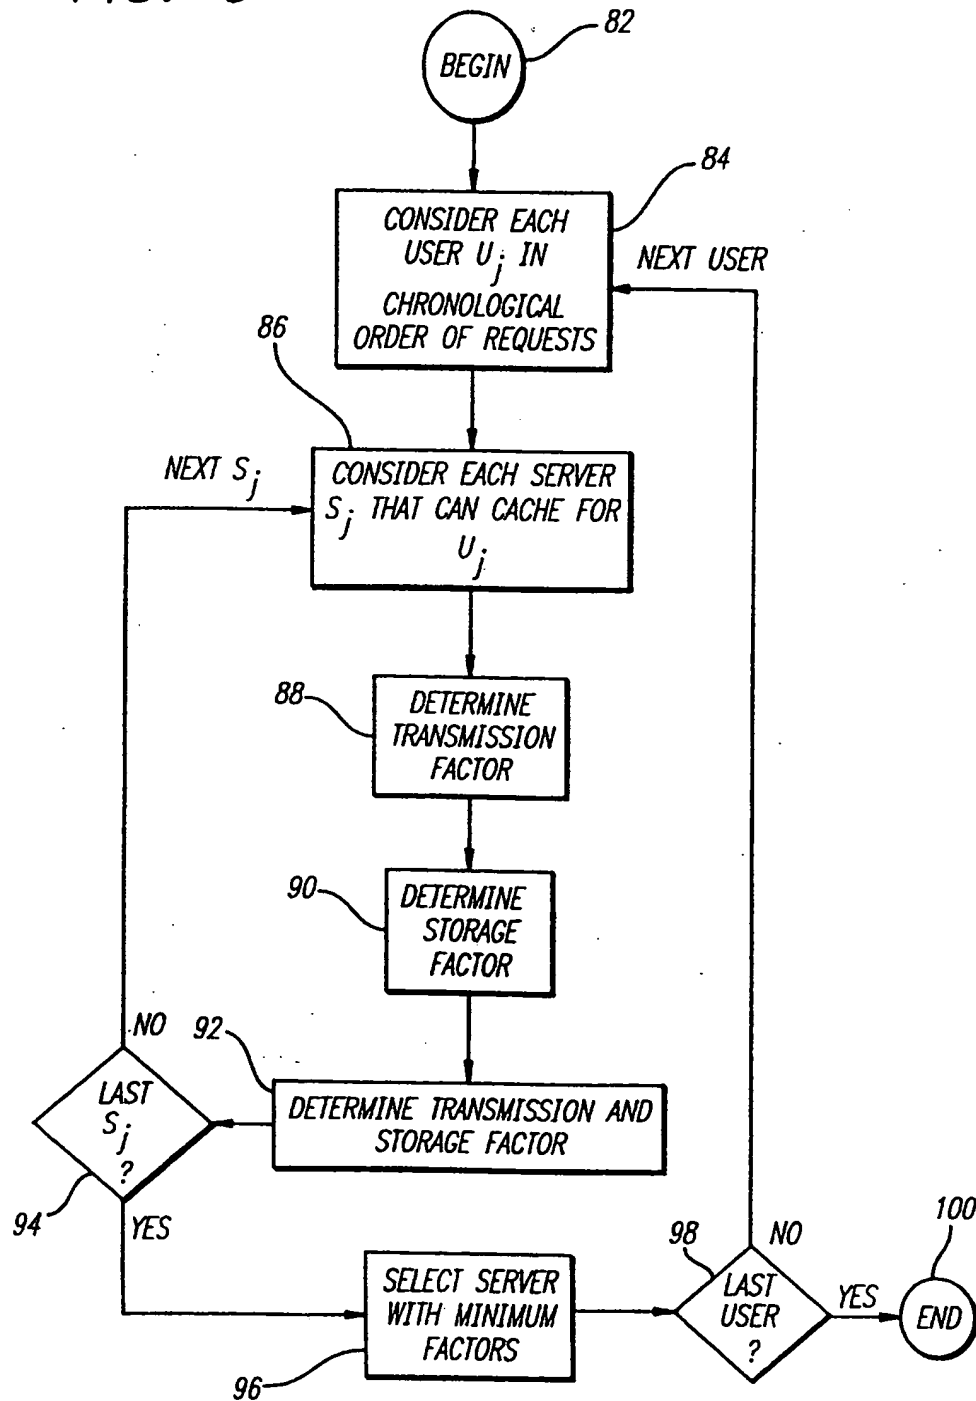 82
BEGIN
84
CONSIDER EACH
USER Uj IN
CHRONOLOGICAL
ORDER OF REQUESTS
NEXT USER
86
NEXT Sj
CONSIDER EACH SERVER
Sj THAT CAN CACHE FOR
Uj
88
DETERMINE
TRANSMISSION
FACTOR
90
DETERMINE
STORAGE
FACTOR
NO
92
LAST
Sj
?
DETERMINE TRANSMISSION AND
STORAGE FACTOR
94
YES
SELECT SERVER
WITH MINIMUM
FACTORS
96
98
NO
LAST
USER
?
YES
100
END